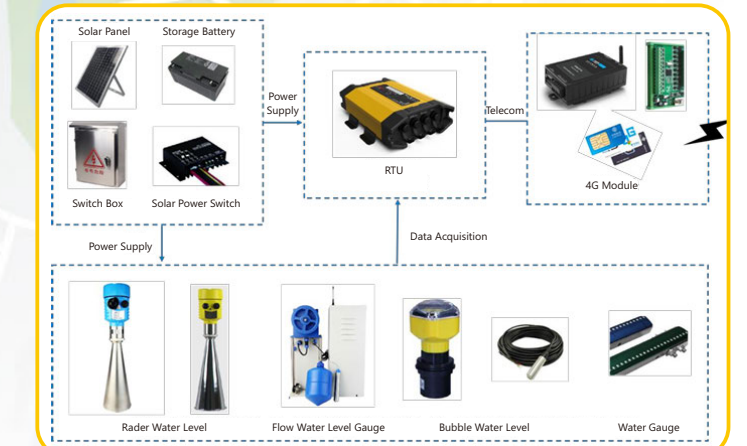 Solar Panel
Storage Battery
Switch Box
Solar Power Switch
Power
Supply
RTU
Telecom
4G Module
Power Supply
Data Acquisition
Rader Water Level
Flow Water Level Gauge
Bubble Water Level
Water Gauge